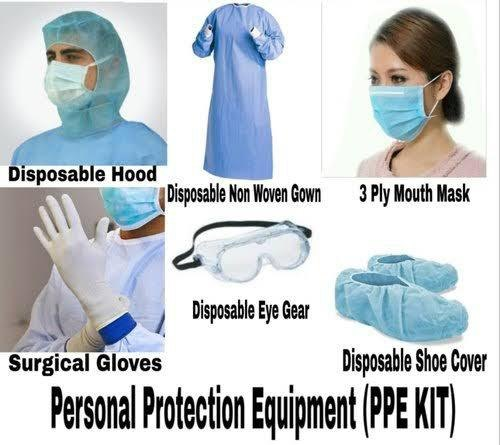 Disposable Hood
Disposable Non Woven Gown
3 Ply Mouth Mask
Surgical Gloves
Disposable Eye Gear
Disposable Shoe Cover
Personal Protection Equipment (PPE KIT)